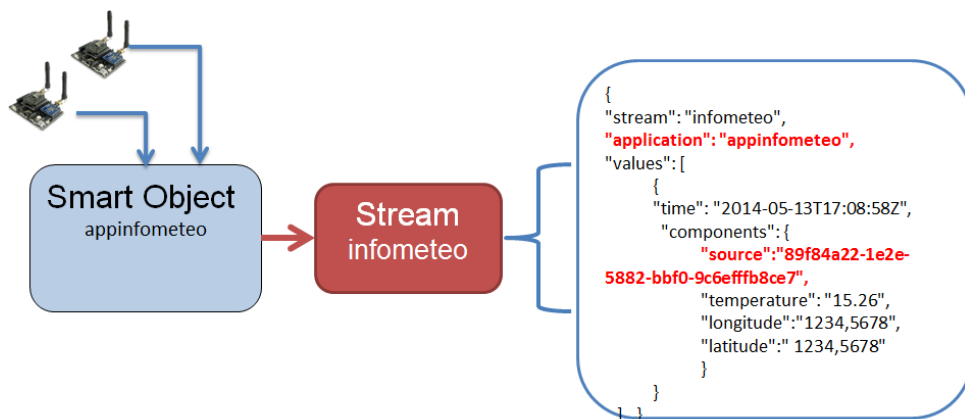 Smart Object
appinfometeo
Stream
infometeo
{
"stream": "infometeo",
"application": "appinfometeo",
"values": [
{
"time": "2014-05-13T17:08:58Z",
"components": {
"source":"89f84a22-1e2e-
5882-bbf0-9c6efffb8ce7",
"temperature": "15.26",
"longitude":"1234,5678",
"latitude":" 1234,5678"
}
}
] }